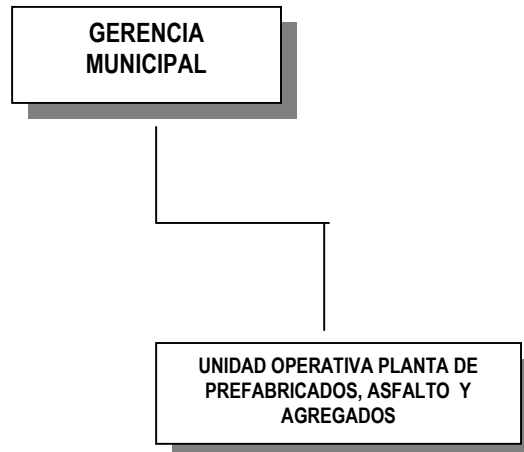 GERENCIA
MUNICIPAL
UNIDAD OPERATIVA PLANTA DE
PREFABRICADOS, ASFALTO Y
AGREGADOS